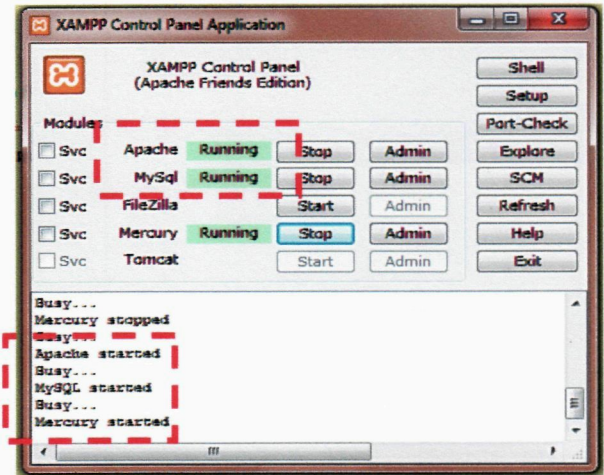 XAMPP Control Panel Application
XAMPP Control Panel
(Apache Friends Edition)
Shell
Setup
Modules
Port-Check
Svc Apache Running Stop Admin Explore
Svc MySql Running Stop Admin SCM
Svc FileZilla Start Admin Refresh
Svc Mercury Running Stop Admin Help
Svc Tomcat Start Admin Exit
Busy...
Mercury stopped
Busy...
Apache started
Busy...
MySQL started
Busy...
Mercury started